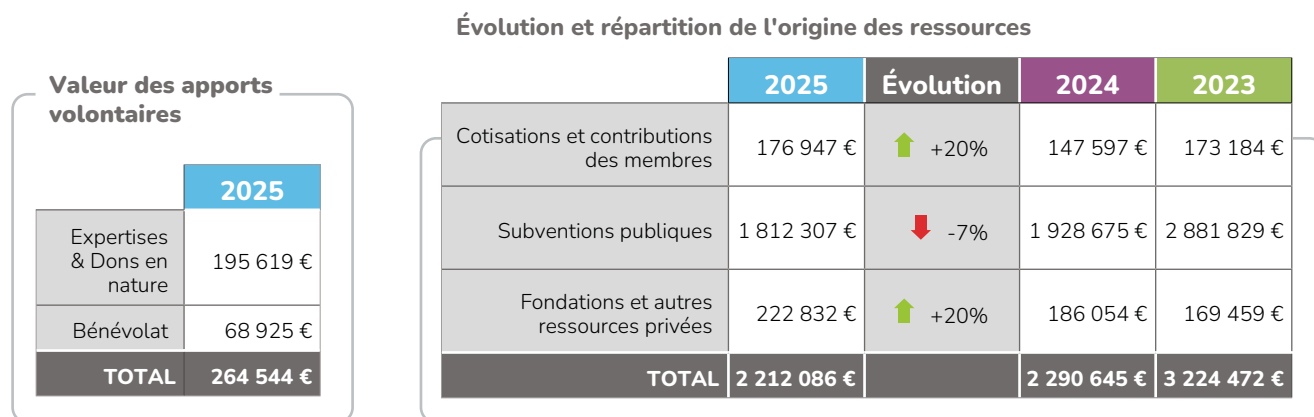 Évolution et répartition de l'origine des ressources
Valeur des apports
volontaires
2025
Expertises
& Dons en
nature
195 619 €
Bénévolat 68 925 €
TOTAL 264 544 €
2025 Évolution 2024 2023
Cotisations et contributions
des membres
176 947 € +20% 147 597 € 173 184 €
Subventions publiques 1 812 307 € -7% 1 928 675 € 2 881 829 €
Fondations et autres
ressources privées
222 832 € +20% 186 054 € 169 459 €
TOTAL 2 212 086 € 2 290 645 € 3 224 472 €